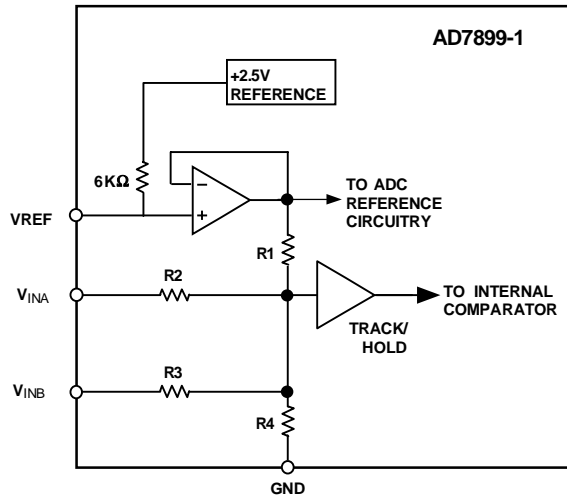 AD7899-1
+2.5V
REFERENCE
6KΩ
−
+
TO ADC
REFERENCE
CIRCUITRY
VREF
R1
VINA
R2
TRACK/
HOLD
TO INTERNAL
COMPARATOR
VINB
R3
R4
GND